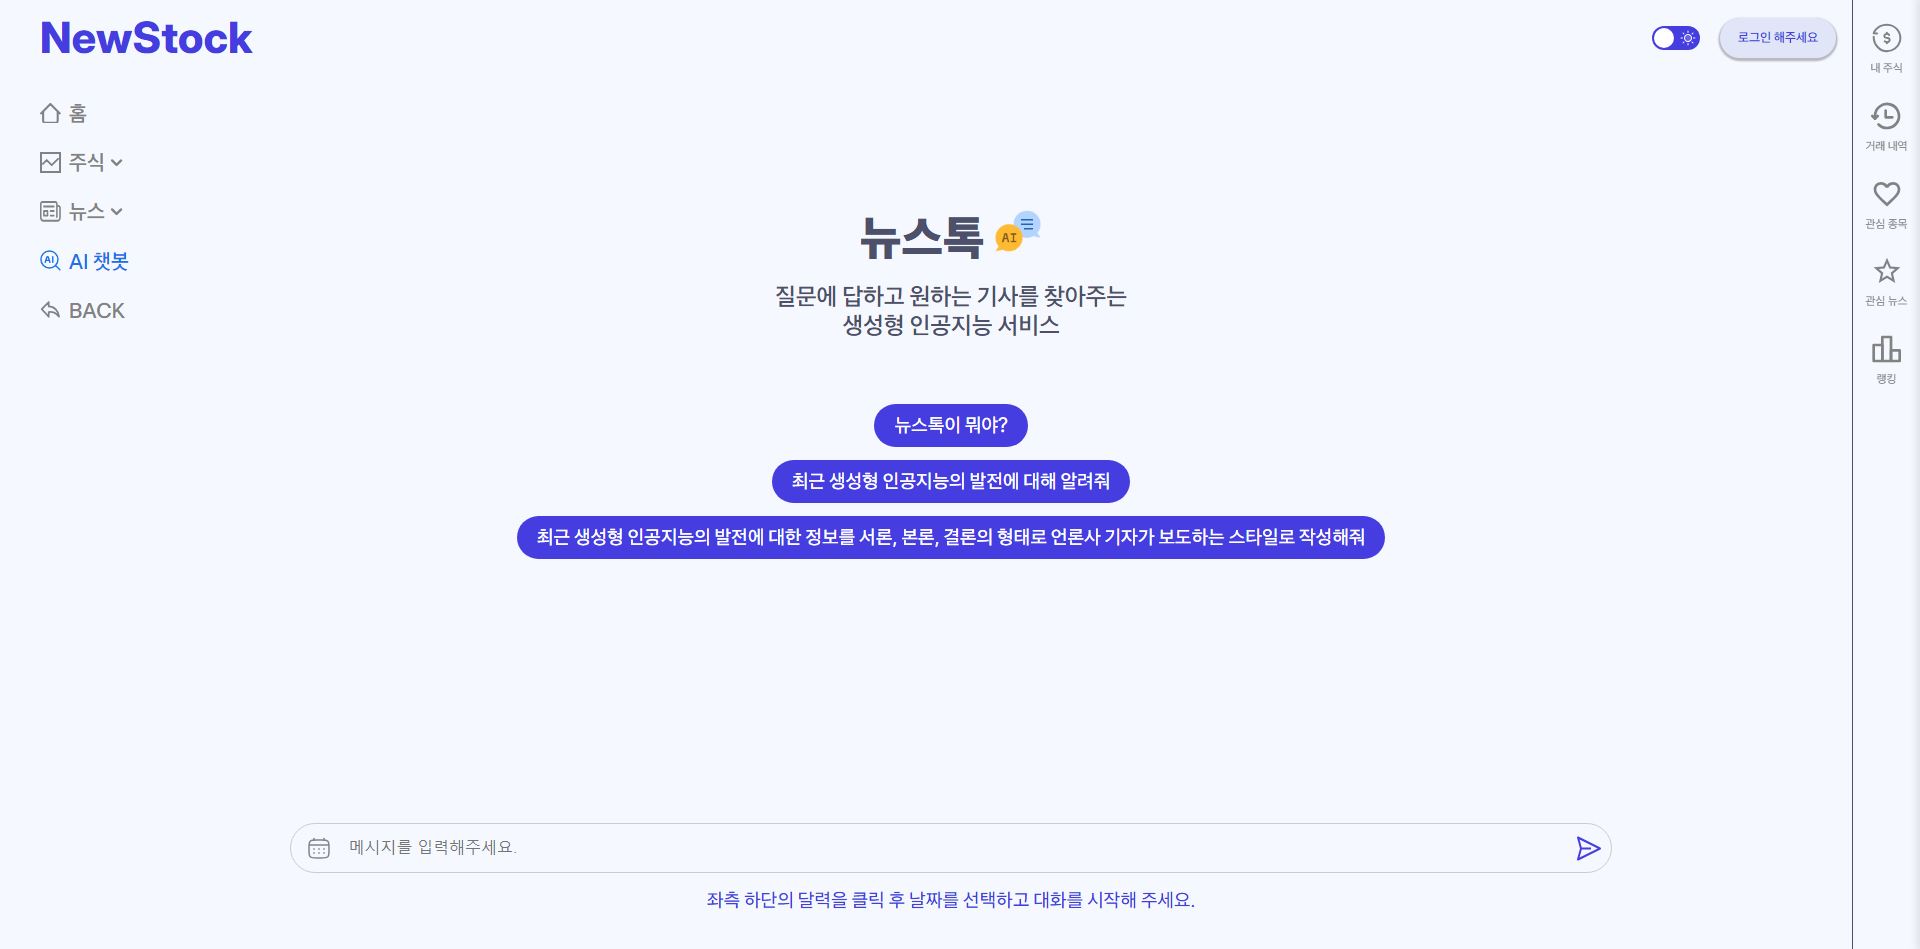 NewStock
로그인 해주세요
홈
주식
뉴스
AI 챗봇
BACK
뉴스톡
AI
질문에 답하고 원하는 기사를 찾아주는
생성형 인공지능 서비스
뉴스톡이 뭐야?
최근 생성형 인공지능의 발전에 대해 알려줘
최근 생성형 인공지능의 발전에 대한 정보를 서론, 본론, 결론의 형태로 언론사 기자가 보도하는 스타일로 작성해줘
메시지를 입력해주세요.
좌측 하단의 달력을 클릭 후 날짜를 선택하고 대화를 시작해 주세요.
내 주식
거래 내역
관심 종목
관심 뉴스
랭킹